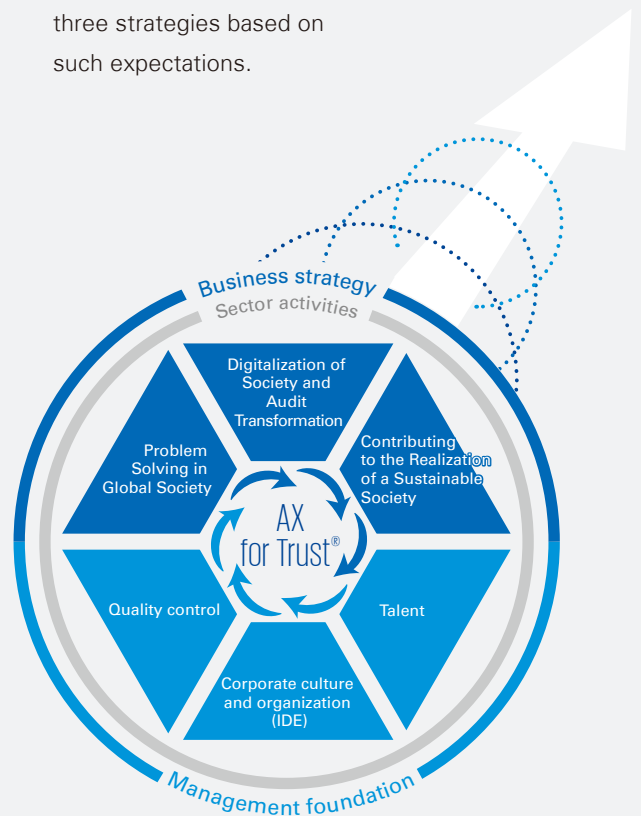 three strategies based on
such expectations.
Business strategy
Sector activities
Digitalization of
Society and
Audit
Transformation
Problem
Solving in
Global Society
Contributing
to the Realization
of a Sustainable
Society
AX
for Trust®
Quality control
Talent
Corporate culture
and organization
(IDE)
Management foundation